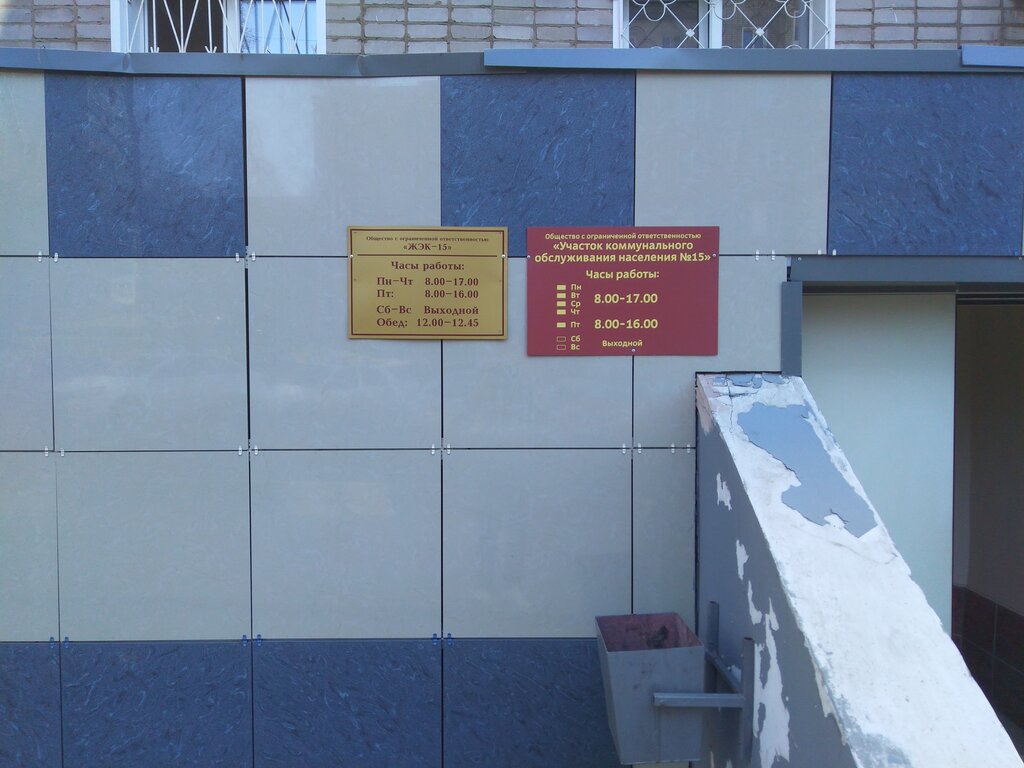 Общество с ограниченной ответственностью
«ЖЭК-15»
Часы работы:
Пн-Чт 8.00-17.00
Пт: 8.00-16.00
Сб-Вс Выходной
Обед: 12.00-12.45
Общество с ограниченной ответственностью
«Участок коммунального
обслуживания населения №15»
Часы работы:
Пн
Вт
Ср
Чт
8.00-17.00
Пт 8.00-16.00
Сб
Вс
Выходной